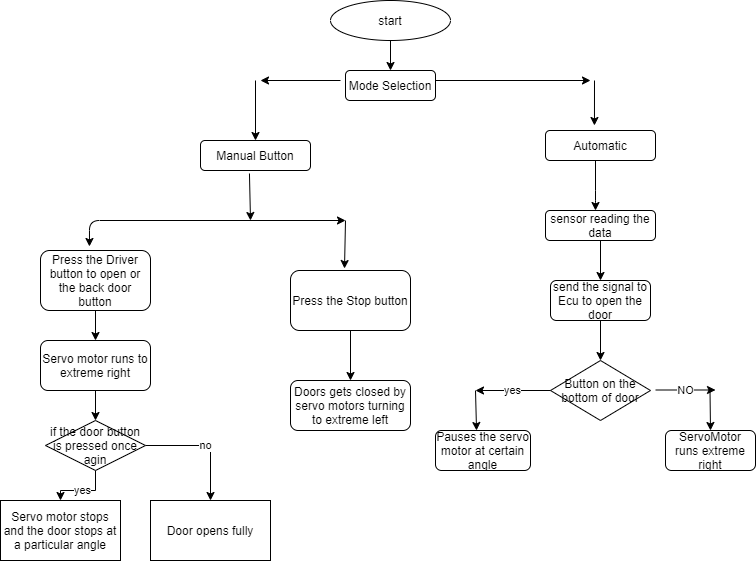 start
Mode Selection
Manual Button
Automatic
sensor reading the
data
Press the Driver
button to open or
the back door
button
Press the Stop button
send the signal to
Ecu to open the
door
Servo motor runs to
extreme right
Doors gets closed by
servo motors turning
to extreme left
Button on the
bottom of door
yes
NO
if the door button
is pressed once
agin
Pauses the servo
motor at certain
angle
ServoMotor
runs extreme
right
no
yes
Servo motor stops
and the door stops at
a particular angle
Door opens fully